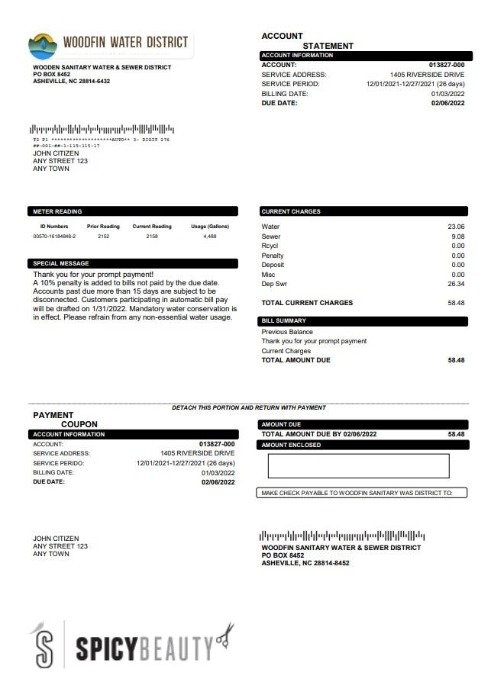 WOODFIN WATER DISTRICT
WOODEN SANITARY WATER & SEWER DISTRICT
PO BOX 8452
ASHEVILLE, NC 28814-6432
ACCOUNT
STATEMENT
ACCOUNT INFORMATION
ACCOUNT: 013827-000
SERVICE ADDRESS: 1405 RIVERSIDE DRIVE
SERVICE PERIOD: 12/01/2021-12/27/2021 (26 days)
BILLING DATE: 01/03/2022
DUE DATE: 02/06/2022
JOHN CITIZEN
ANY STREET 123
ANY TOWN
METER READING
ID Numbers Prior Reading Current Reading Usage (Gallons)
2152 2158 4,488
SPECIAL MESSAGE
Thank you for your prompt payment!
A 10% penalty is added to bills not paid by the due date.
Accounts past due more than 15 days are subject to
be disconnected. Customers participating in automatic bill pay
will be drafted on 1/31/2022. Mandatory water conservation is
in effect. Please refrain from any non-essential water usage.
CURRENT CHARGES
Water 23.06
Sewer 9.08
Rcycl 0.00
Penalty 0.00
Deposit 0.00
Misc 0.00
Dep Swr 26.34
TOTAL CURRENT CHARGES 58.48
BILL SUMMARY
Previous Balance
Thank you for your prompt payment
Current Charges
TOTAL AMOUNT DUE 58.48
DETACH THIS PORTION AND RETURN WITH PAYMENT
PAYMENT
COUPON
ACCOUNT INFORMATION
ACCOUNT: 013827-000
SERVICE ADDRESS: 1405 RIVERSIDE DRIVE
SERVICE PERIDO: 12/01/2021-12/27/2021 (26 days)
BILLING DATE: 01/03/2022
DUE DATE: 02/06/2022
AMOUNT DUE
TOTAL AMOUNT DUE BY 02/06/2022 58.48
AMOUNT ENCLOSED
MAKE CHECK PAYABLE TO WOODFIN SANITARY WAS DISTRICT TO:
JOHN CITIZEN
ANY STREET 123
ANY TOWN
WOODFIN SANITARY WATER & SEWER DISTRICT
PO BOX 8452
ASHEVILLE, NC 28814-8452
S SPICYBEAUTY